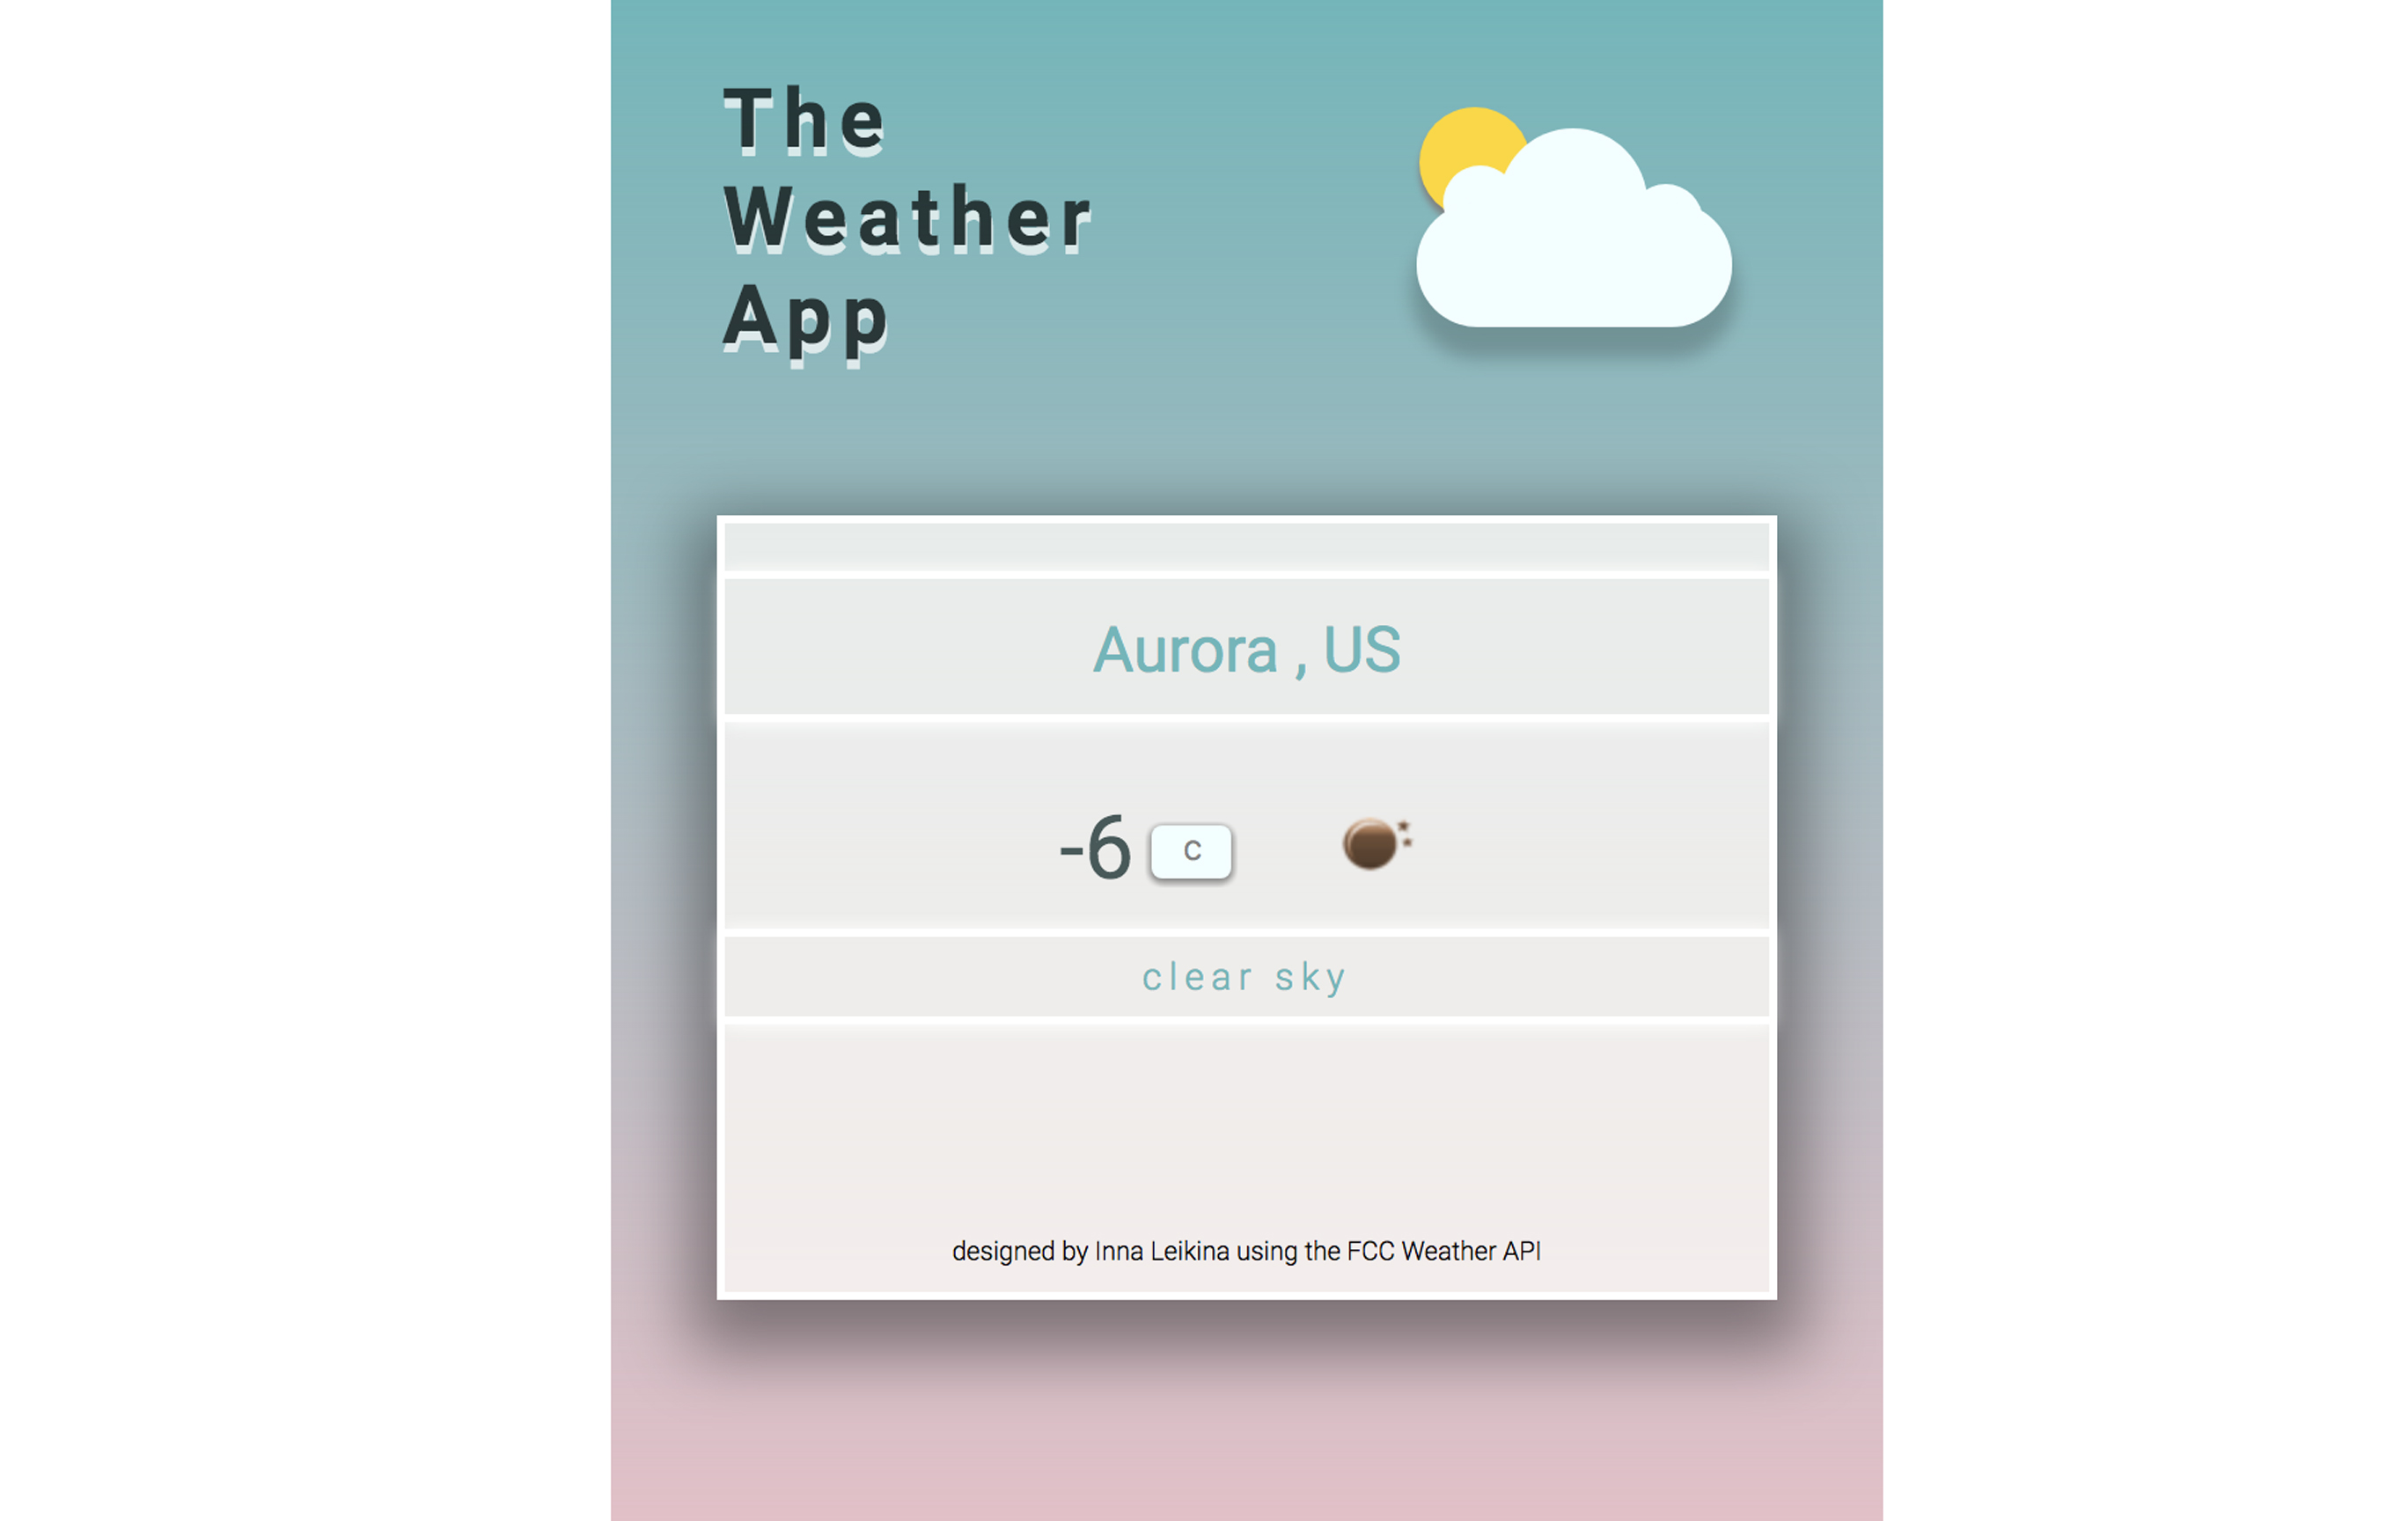 The
Weather
App
Aurora , US
-6 C
clear sky
designed by Inna Leikina using the FCC Weather API